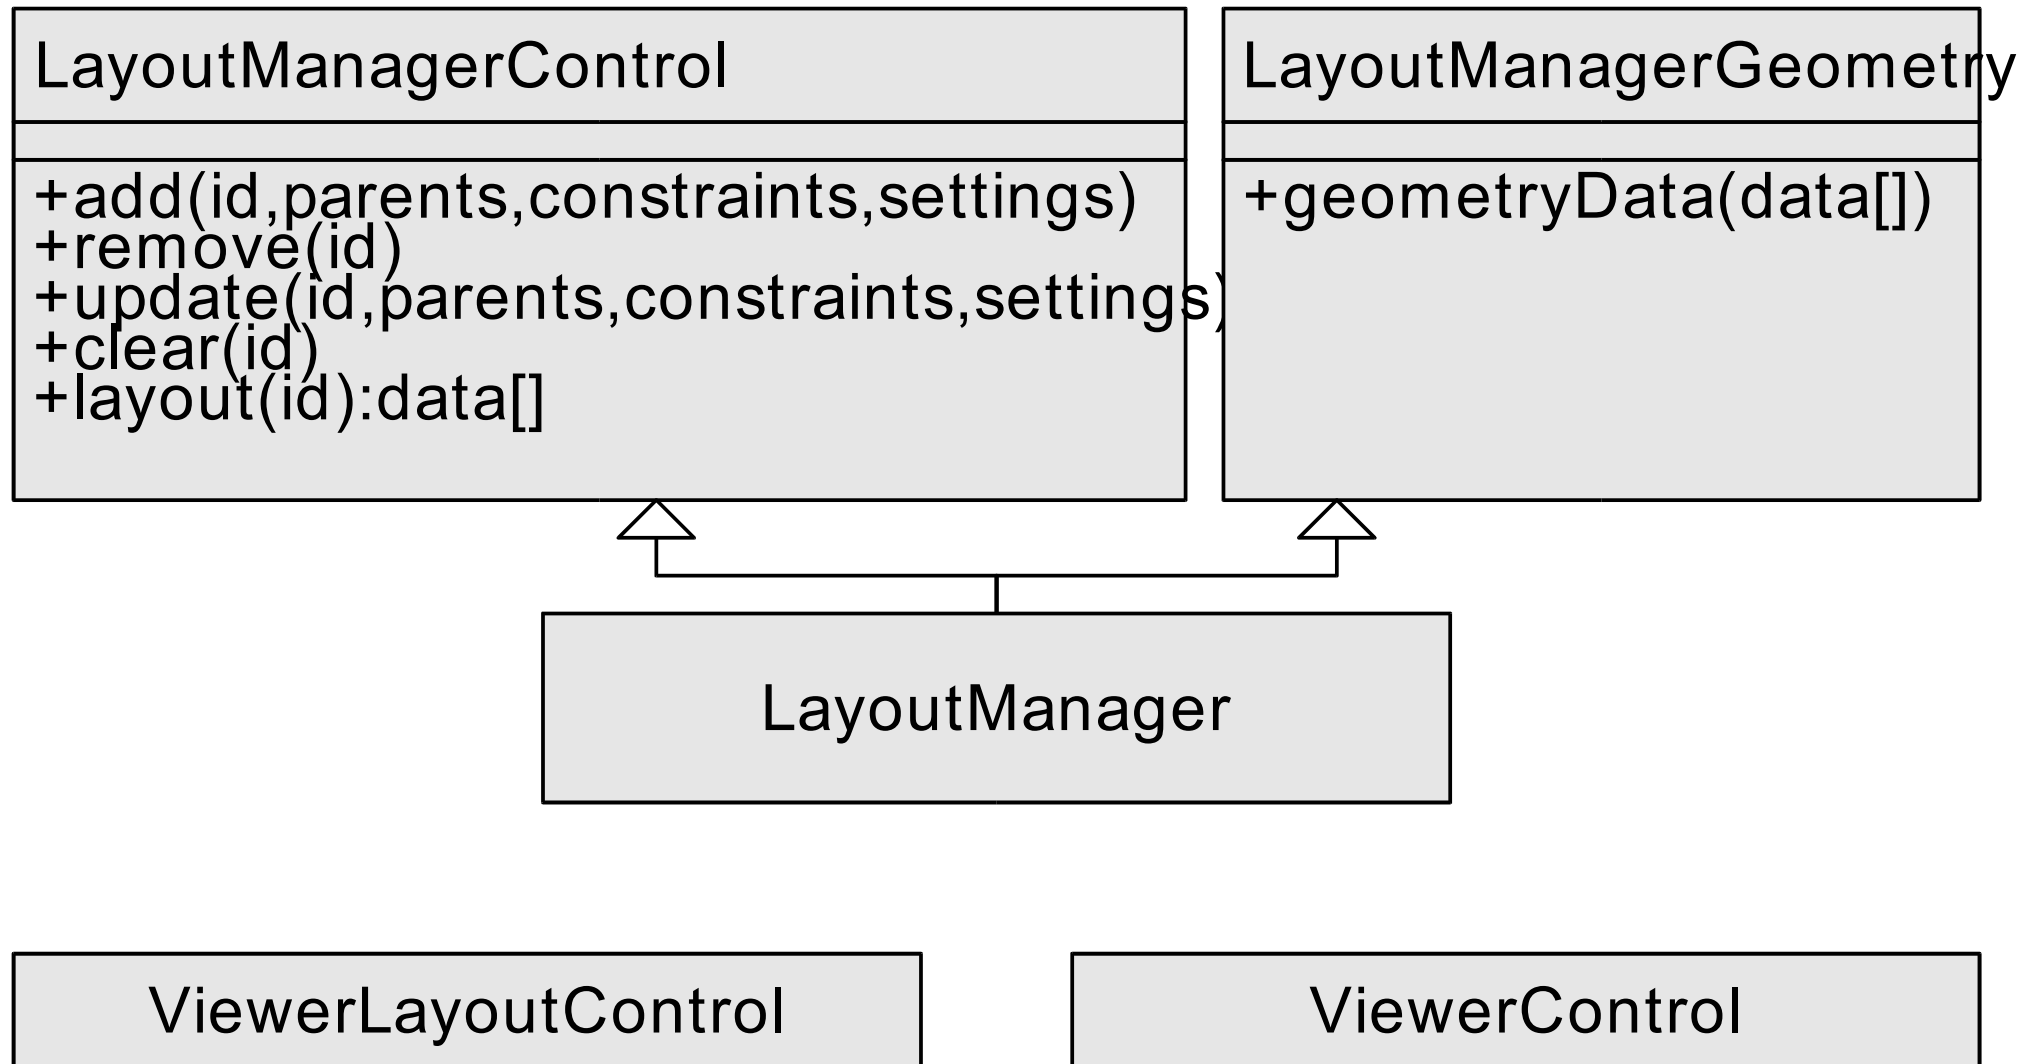 LayoutManagerControl
+add(id,parents,constraints,settings)
+remove(id)
+update(id,parents,constraints,settings)
+clear(id)
+layout(id):data[]
LayoutManagerGeometry
+geometryData(data[])
LayoutManager
ViewerLayoutControl
ViewerControl